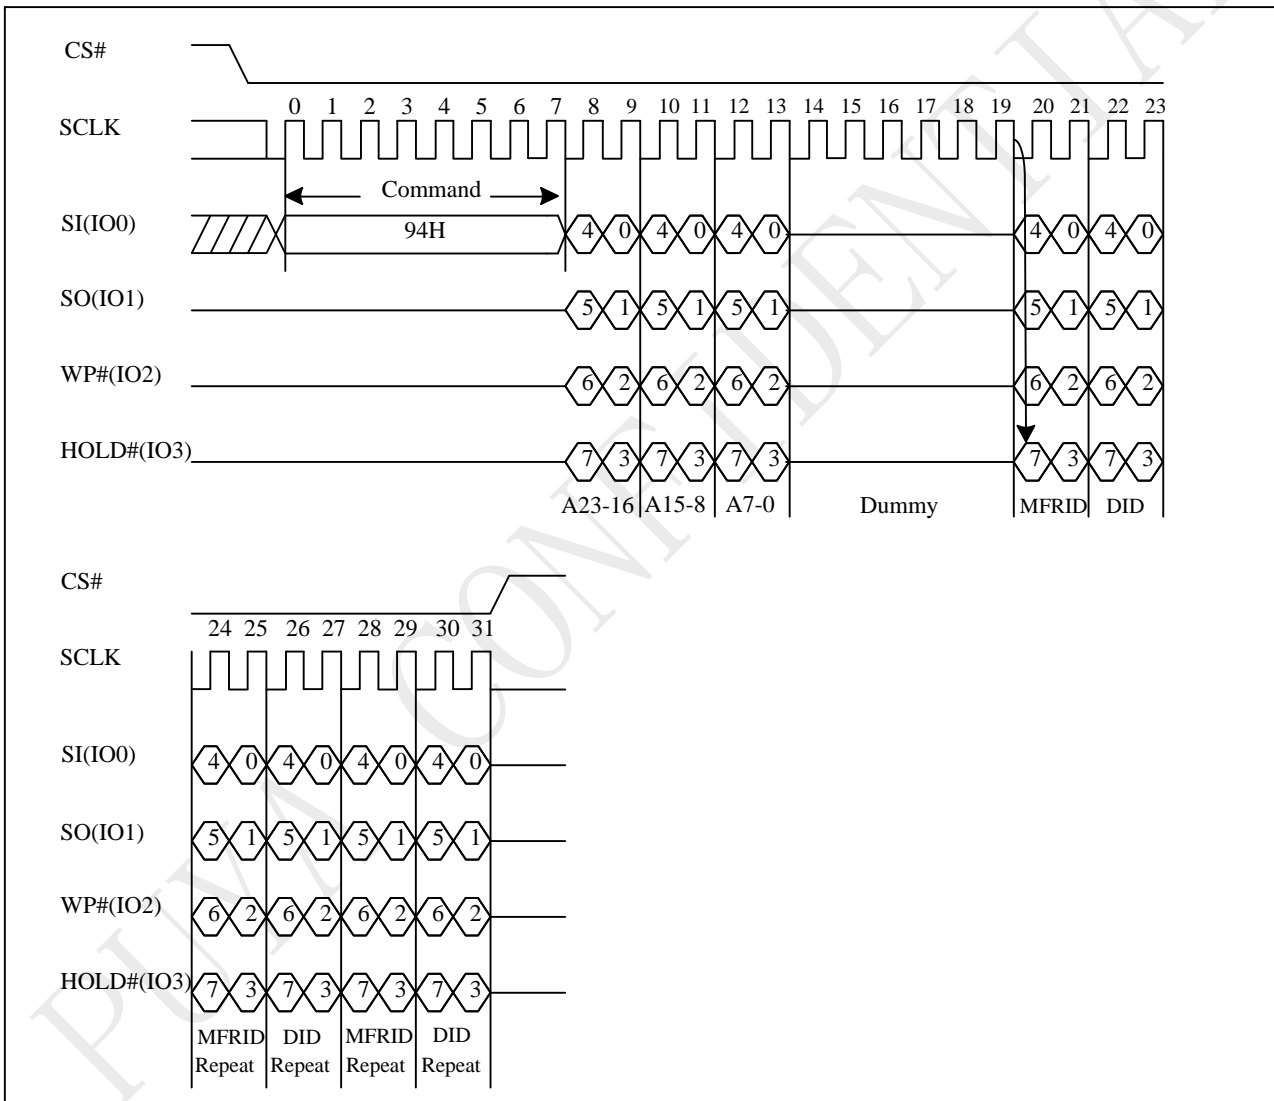 PUYA CONFIDENTIAL
CS#
0 1 2 3 4 5 6 7 8 9 10 11 12 13 14 15 16 17 18 19 20 21 22 23
SCLK
Command
SI(IO0) 94H 4 0 4 0 4 0 4 0 4 0
SO(IO1) 5 1 5 1 5 1 5 1 5 1
WP#(IO2) 6 2 6 2 6 2 6 2 6 2
HOLD#(IO3) 7 3 7 3 7 3 7 3 7 3
A23-16 A15-8 A7-0 Dummy MFRID DID
CS#
24 25 26 27 28 29 30 31
SCLK
SI(IO0) 4 0 4 0 4 0 4 0
SO(IO1) 5 1 5 1 5 1 5 1
WP#(IO2) 6 2 6 2 6 2 6 2
HOLD#(IO3) 7 3 7 3 7 3 7 3
MFRID DID MFRID DID
Repeat Repeat Repeat Repeat